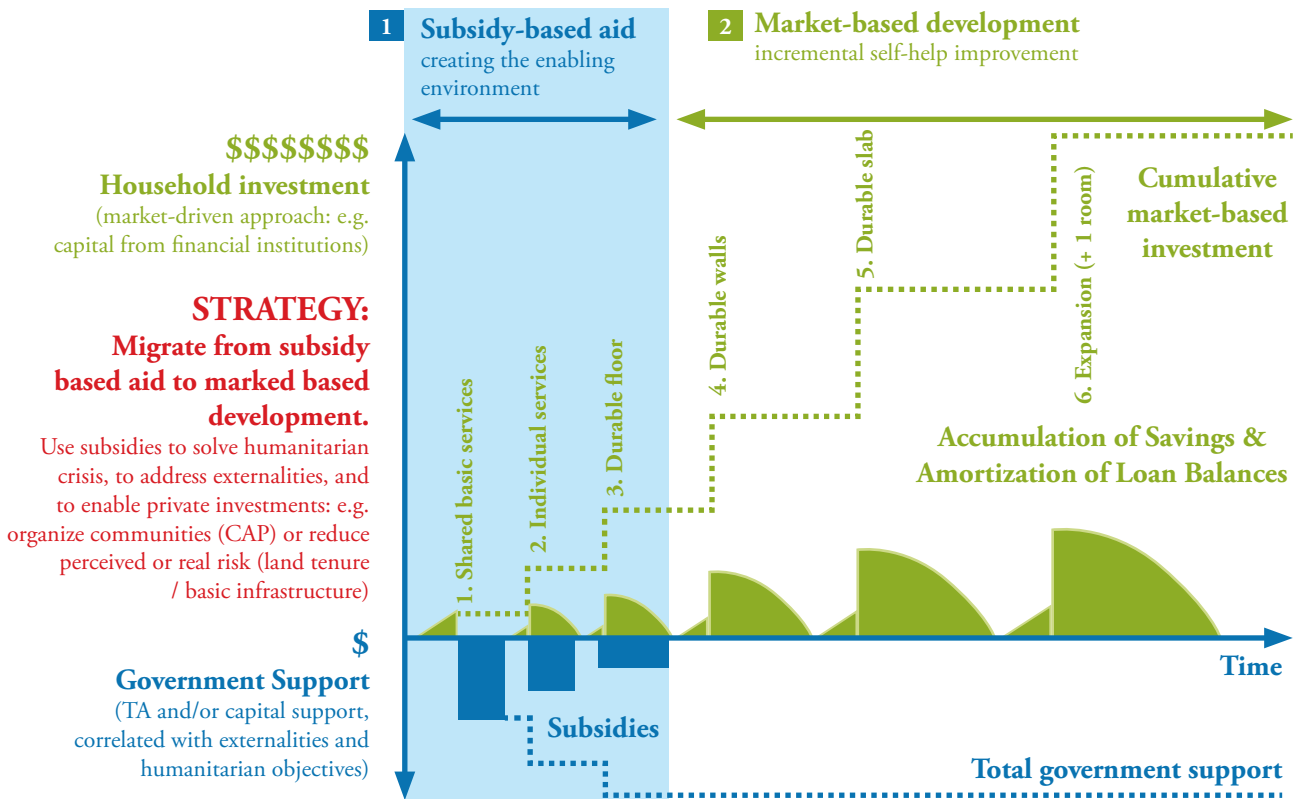 1
Subsidy-based aid
creating the enabling
environment
2
Market-based development
incremental self-help improvement
$$$$$$$$
Household investment
(market-driven approach: e.g.
capital from financial institutions)
STRATEGY:
Migrate from subsidy
based aid to marked based
development.
Use subsidies to solve humanitarian
crisis, to address externalities, and
to enable private investments: e.g.
organize communities (CAP) or reduce
perceived or real risk (land tenure
/ basic infrastructure)
$
Government Support
(TA and/or capital support,
correlated with externalities and
humanitarian objectives)
1. Shared basic services
2. Individual services
3. Durable floor
4. Durable walls
5. Durable slab
6. Expansion (+ 1 room)
Cumulative
market-based
investment
Accumulation of Savings &
Amortization of Loan Balances
Time
Subsidies
Total government support